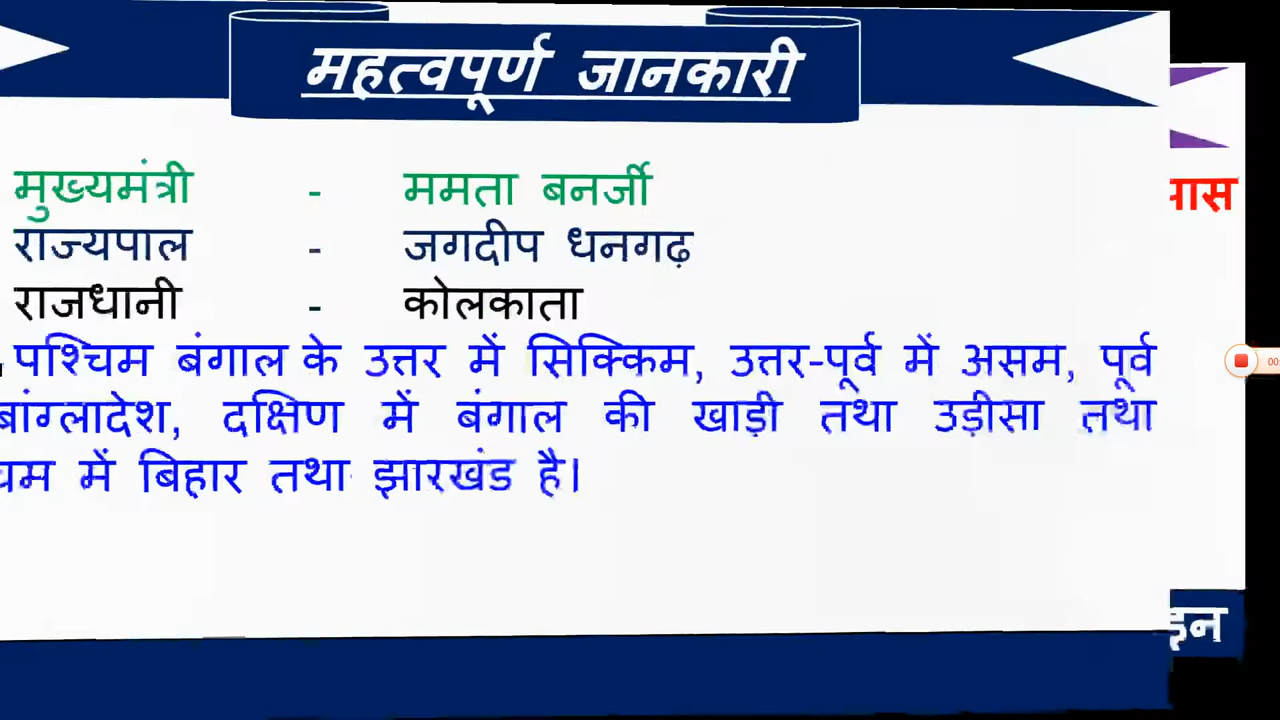 महत्वपूर्ण जानकारी
मुख्यमंत्री - ममता बनर्जी
राज्यपाल - जगदीप धनगढ़
राजधानी - कोलकाता
पश्चिम बंगाल के उत्तर में सिक्किम, उत्तर-पूर्व में असम, पूर्व
बांग्लादेश, दक्षिण में बंगाल की खाड़ी तथा उड़ीसा तथा
में बिहार तथा झारखंड है।